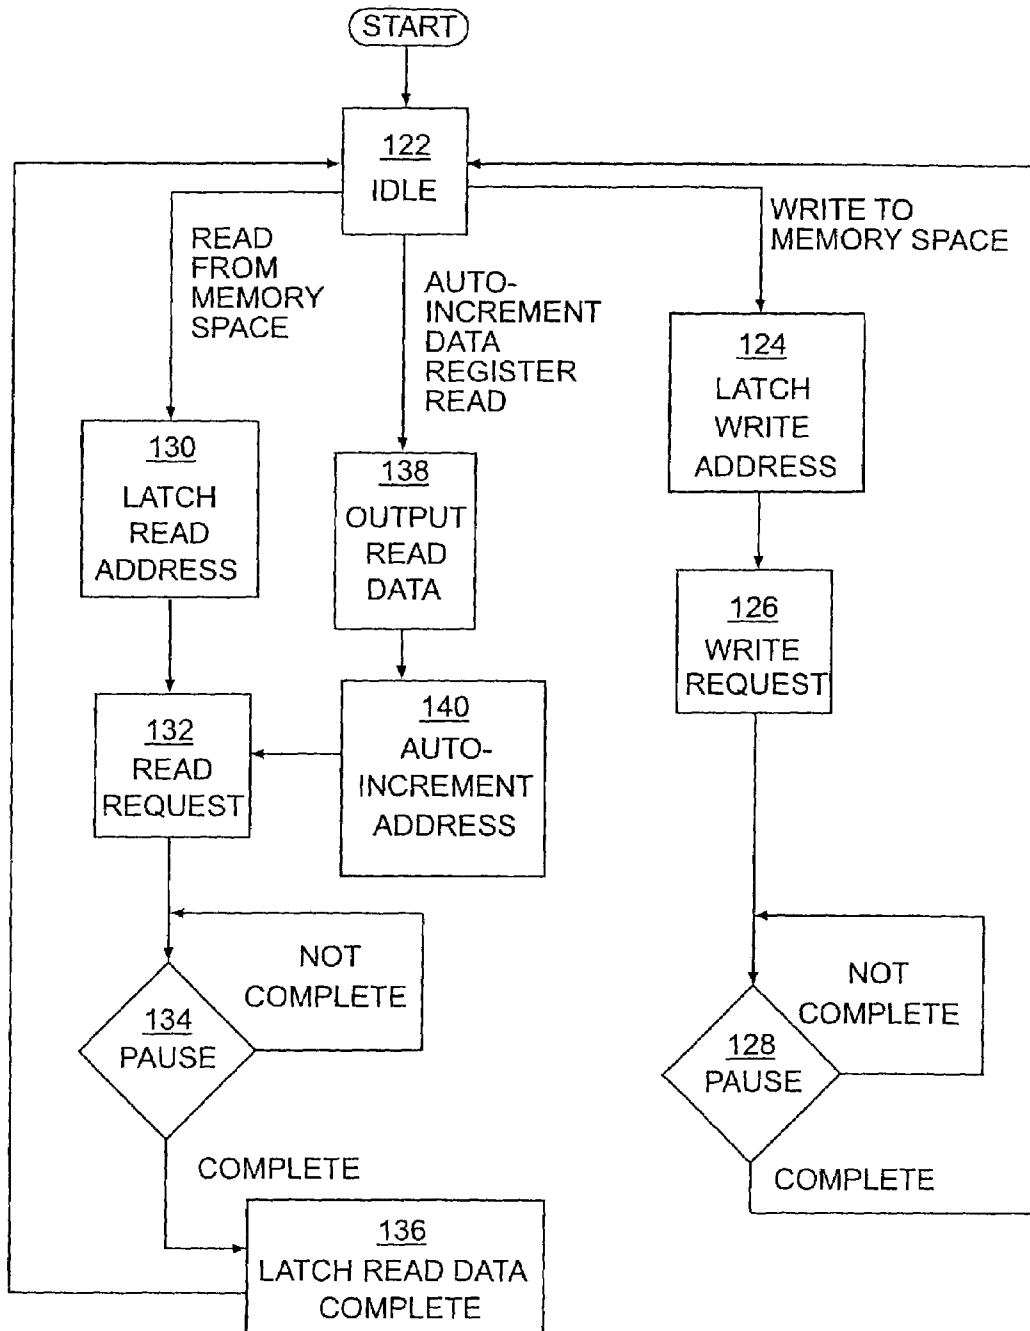 START
122
IDLE
READ
FROM
MEMORY
SPACE
AUTO-
INCREMENT
DATA
REGISTER
READ
WRITE TO
MEMORY SPACE
130
LATCH
READ
ADDRESS
138
OUTPUT
READ
DATA
124
LATCH
WRITE
ADDRESS
132
READ
REQUEST
140
AUTO-
INCREMENT
ADDRESS
126
WRITE
REQUEST
NOT
COMPLETE
134
PAUSE
COMPLETE
136
LATCH READ DATA
COMPLETE
NOT
COMPLETE
128
PAUSE
COMPLETE